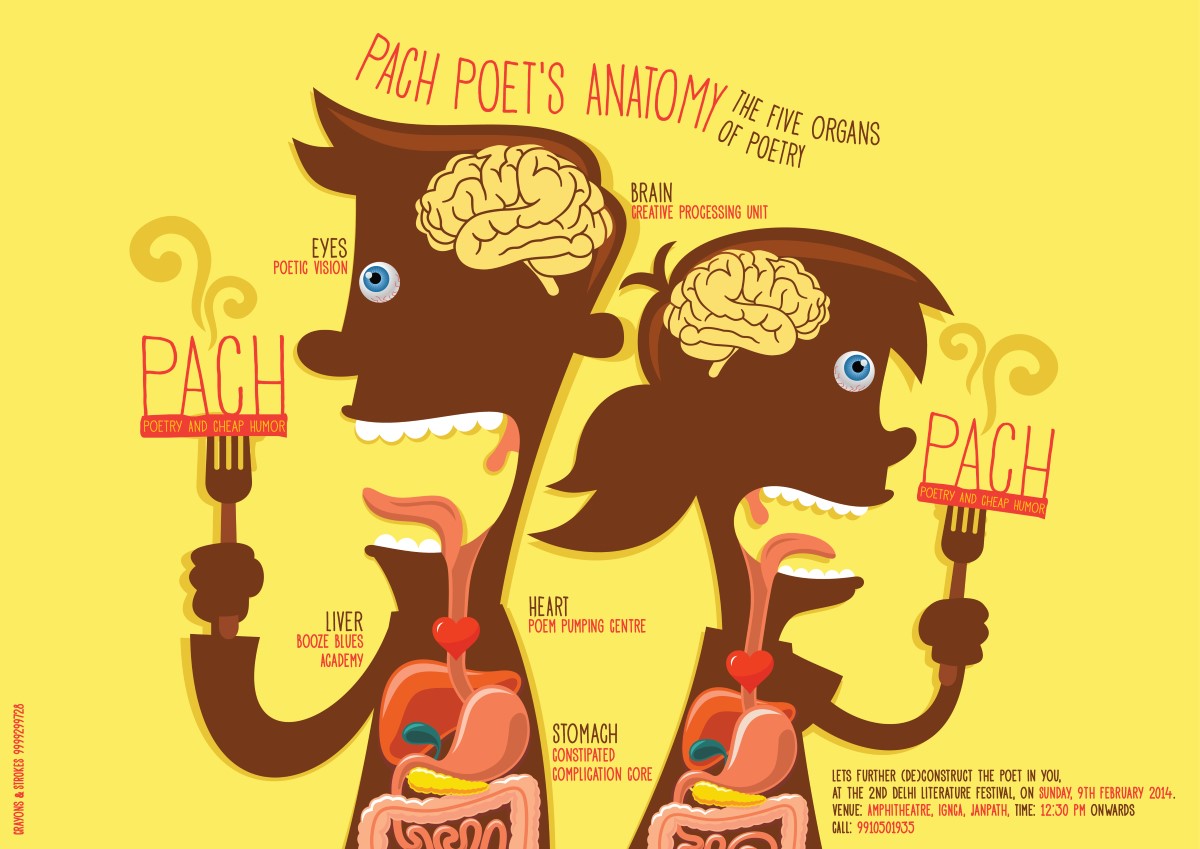 PACH POET'S ANATOMY
THE FIVE ORGANS
OF POETRY
BRAIN
CREATIVE PROCESSING UNIT
EYES
POETIC VISION
PACH
POETRY AND CHEAP HUMOR
PACH
POETRY AND CHEAP HUMOR
HEART
POEM PUMPING CENTRE
LIVER
BOOZE BLUES
ACADEMY
STOMACH
CONSTIPATED
COMPLICATION CORE
LETS FURTHER (DE)CONSTRUCT THE POET IN YOU,
AT THE 2ND DELHI LITERATURE FESTIVAL, ON SUNDAY, 9TH FEBRUARY 2014.
VENUE: AMPHITHEATRE, IGNCA, JANPATH, TIME: 12:30 PM ONWARDS
CALL: 9910501935
CRAYONS & STROKES 9999299728